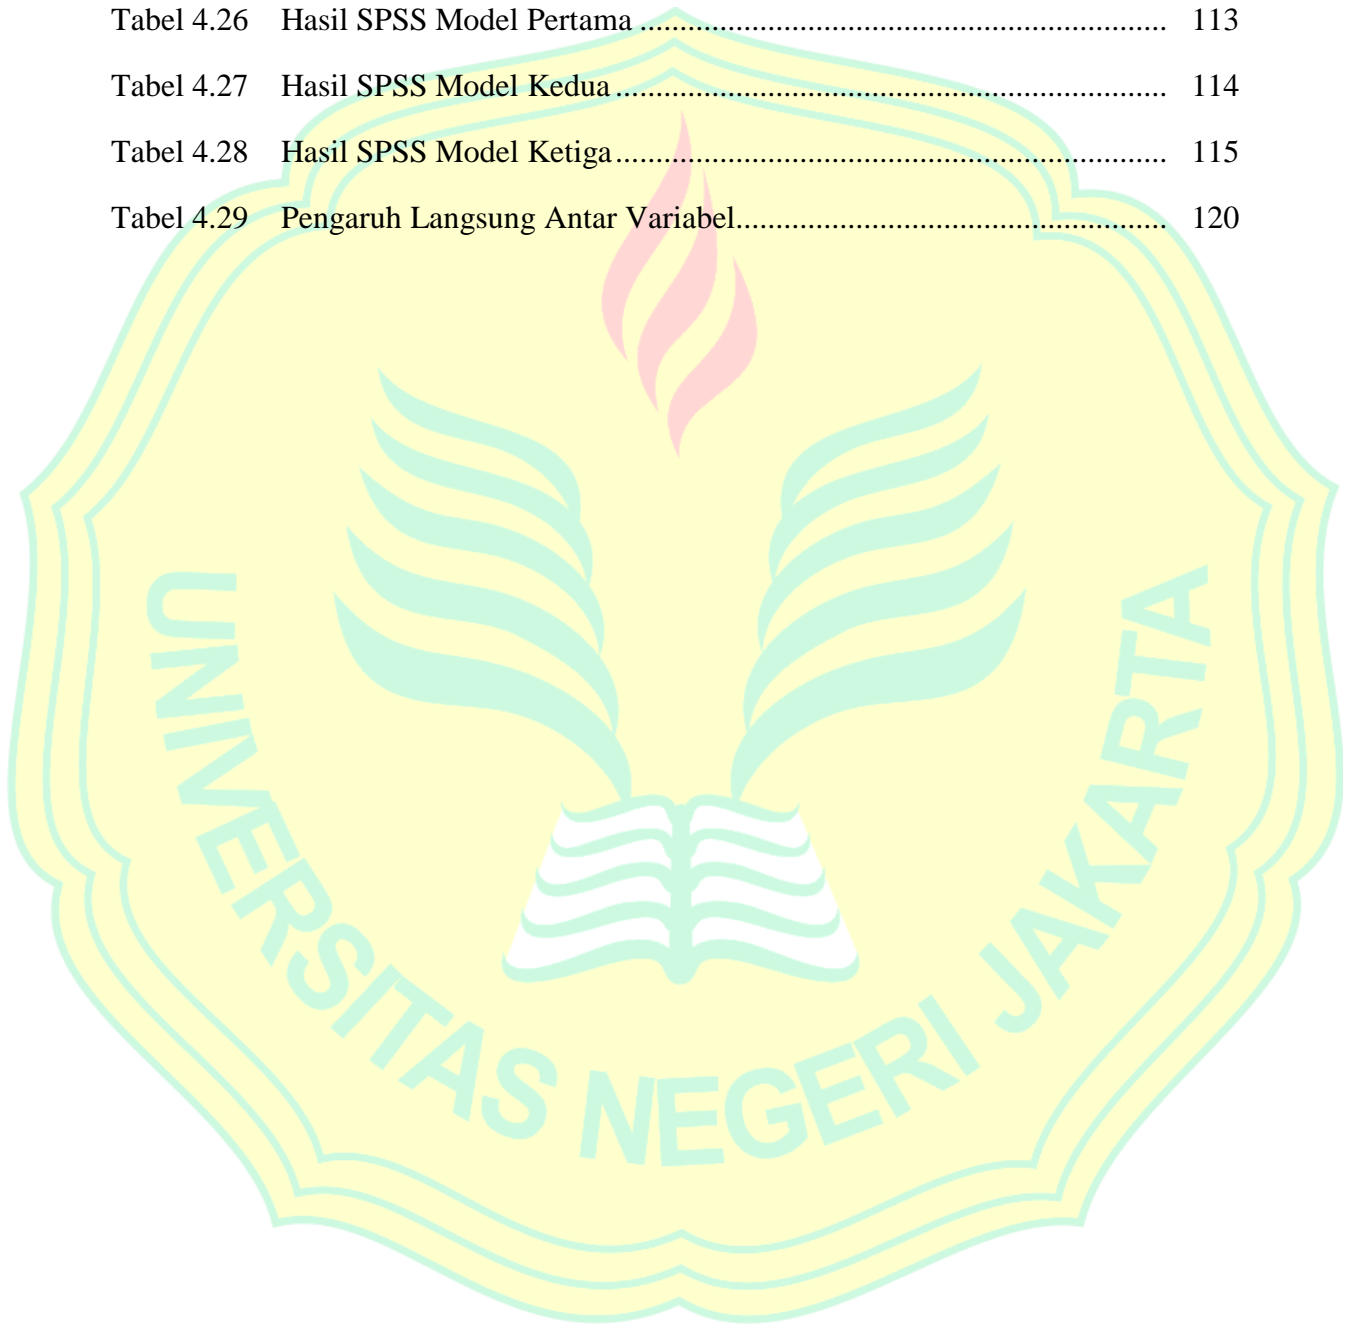 Tabel 4.26 Hasil SPSS Model Pertama ................................................................. 113
Tabel 4.27 Hasil SPSS Model Kedua ..................................................................... 114
Tabel 4.28 Hasil SPSS Model Ketiga ..................................................................... 115
Tabel 4.29 Pengaruh Langsung Antar Variabel...................................................... 120
UNIVERSITAS NEGERI JAKARTA